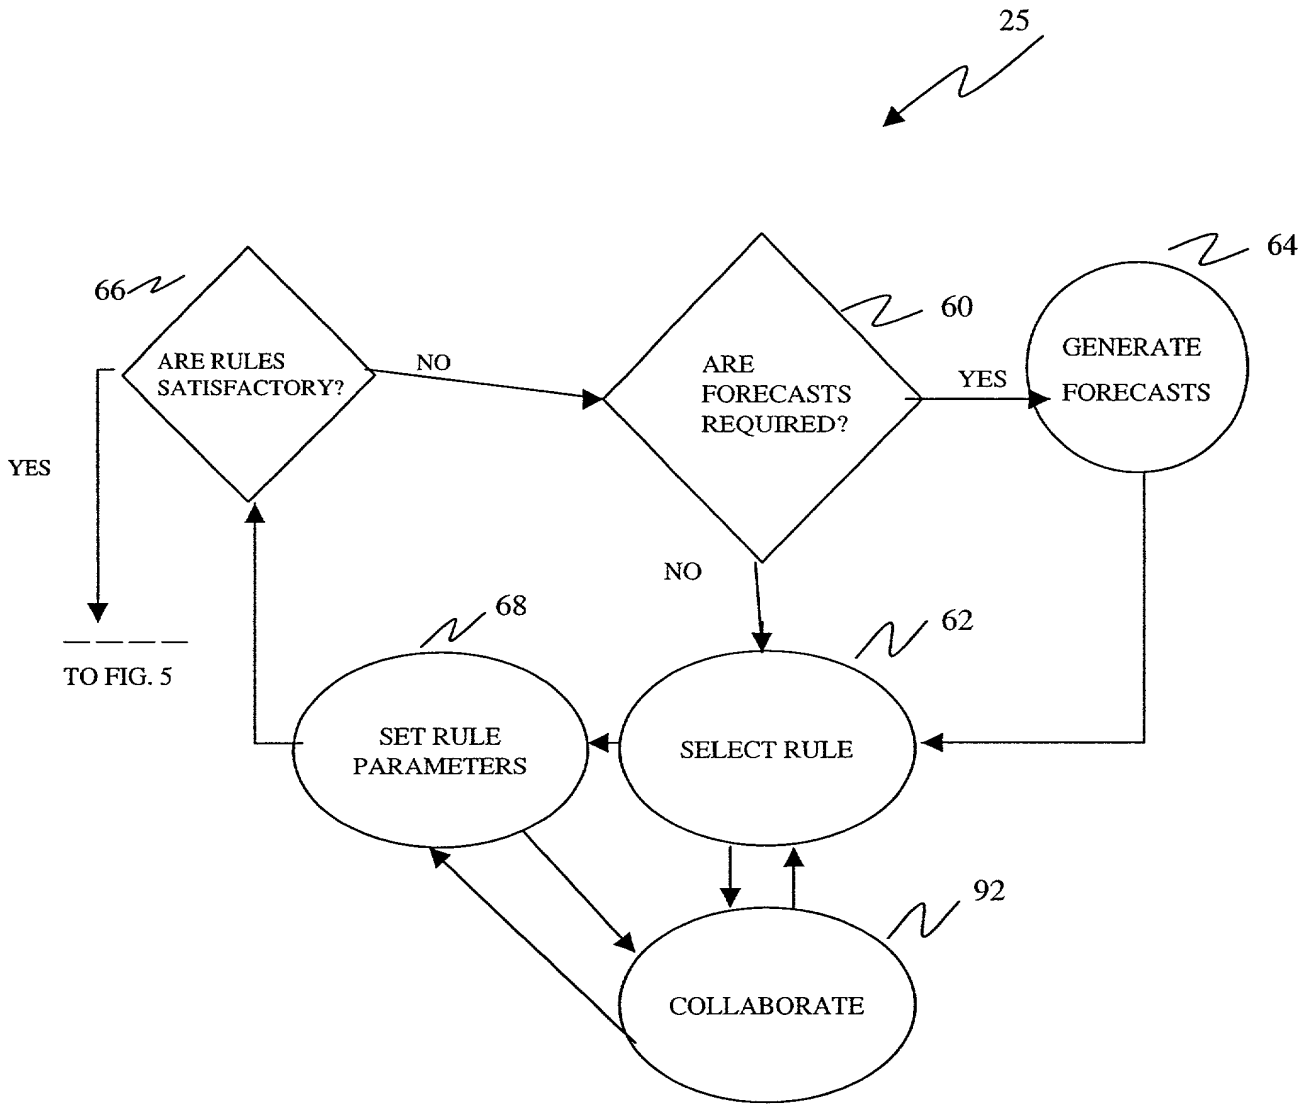 25
66
ARE RULES
SATISFACTORY?
NO
YES
TO FIG. 5
60
ARE
FORECASTS
REQUIRED?
YES
NO
64
GENERATE
FORECASTS
68
SET RULE
PARAMETERS
62
SELECT RULE
92
COLLABORATE